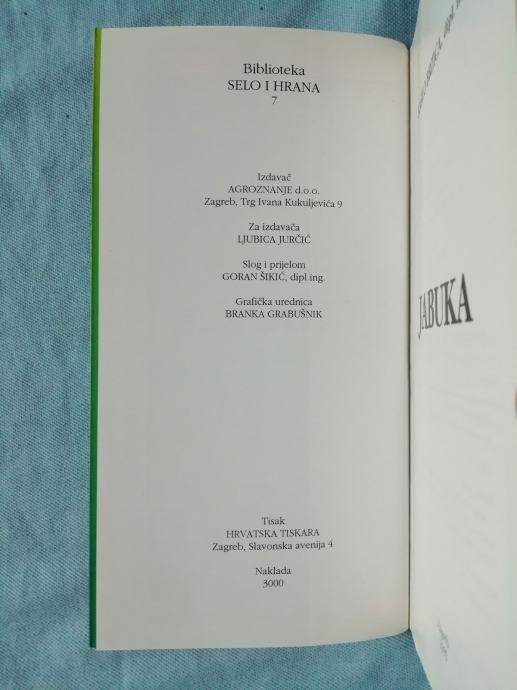 Biblioteka
SELO I HRANA
7
Izdavač
AGROZNANJE d.o.o.
Zagreb, Trg Ivana Kukuljevića 9
Za izdavača
LJUBICA JURČIĆ
Slog i prijelom
GORAN ŠIKIĆ, dipl.ing.
Grafička urednica
BRANKA GRABUŠNIK
Tisak
HRVATSKA TISKARA
Zagreb, Slavonska avenija 4
Naklada
3000
JABUKA